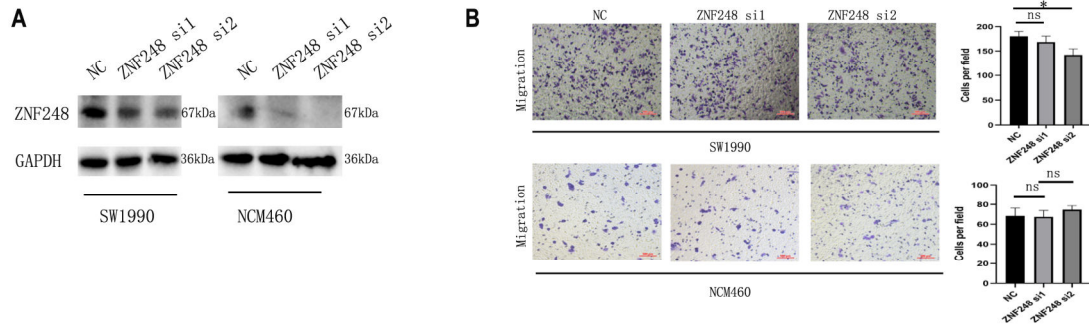 A
NC
ZNF248 si1
ZNF248 si2
NC
ZNF248 si1
ZNF248 si2
ZNF248
67kDa
67kDa
GAPDH
36kDa
36kDa
SW1990
NCM460
B
NC
ZNF248 si1
ZNF248 si2
Migration
SW1990
Migration
NCM460
*
ns
Cells per field
200
150
100
50
0
NC
ZNF248 si1
ZNF248 si2
ns
ns
Cells per field
100
80
60
40
20
0
NC
ZNF248 si1
ZNF248 si2